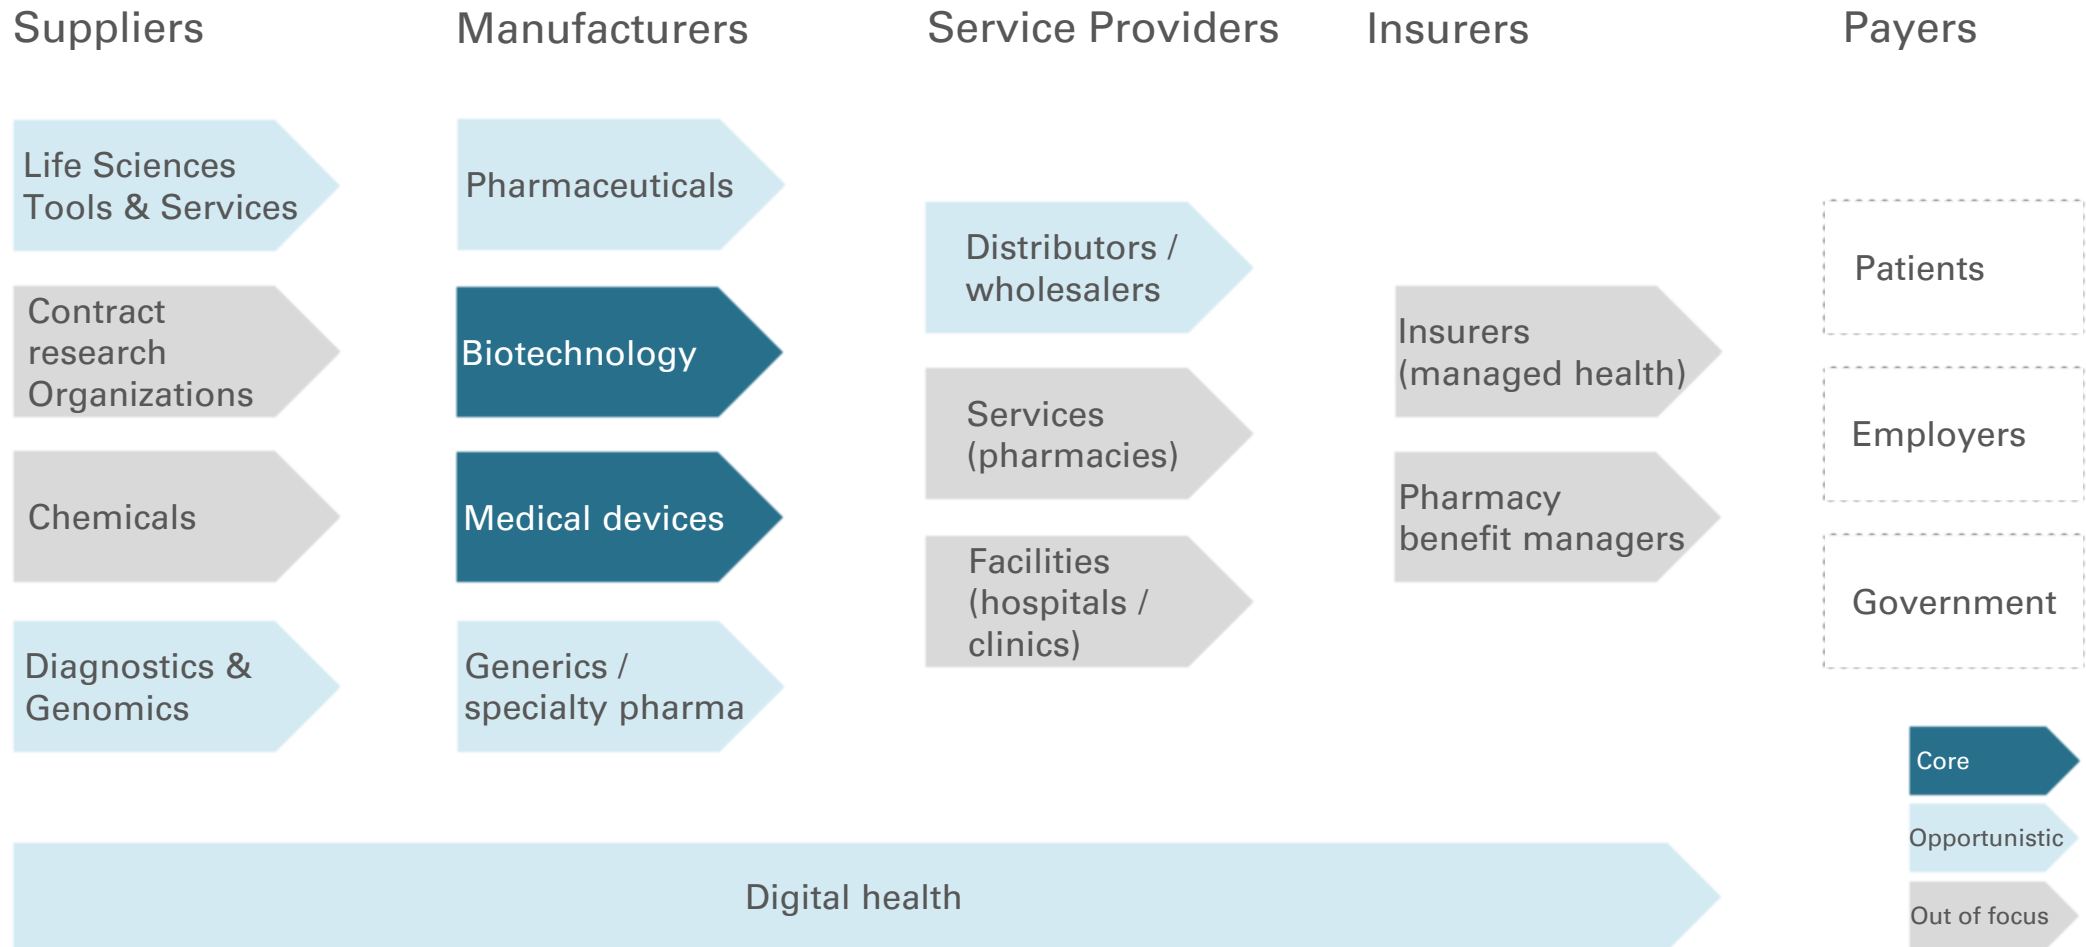 Suppliers
Manufacturers
Service Providers
Insurers
Payers
Life Sciences
Tools & Services
Contract
research
Organizations
Chemicals
Diagnostics &
Genomics
Pharmaceuticals
Biotechnology
Medical devices
Generics /
specialty pharma
Distributors /
wholesalers
Services
(pharmacies)
Facilities
(hospitals /
clinics)
Insurers
(managed health)
Pharmacy
benefit managers
Patients
Employers
Government
Digital health
Core
Opportunistic
Out of focus